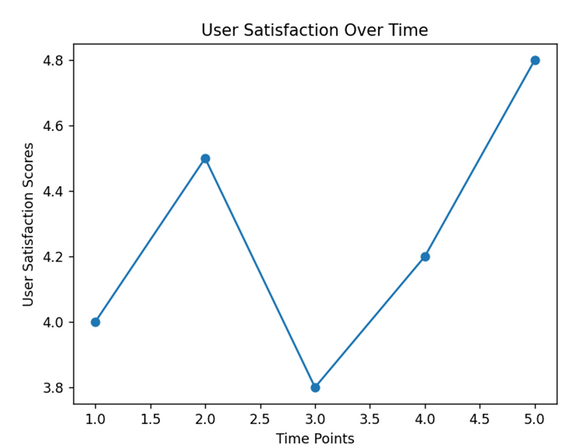 User Satisfaction Over Time
4.8
4.6
4.4
4.2
4.0
3.8
User Satisfaction Scores
1.0 1.5 2.0 2.5 3.0 3.5 4.0 4.5 5.0
Time Points